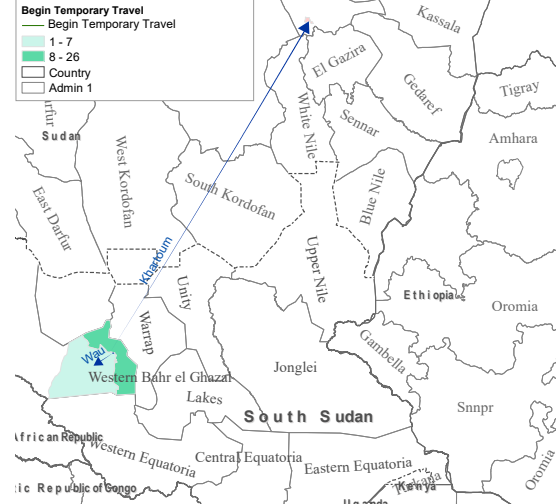 Begin Temporary Travel
Begin Temporary Travel
1 - 7
8 - 26
Country
Admin 1
Kassala
El Gazira
Gedaref
Tigray
White Nile
Sennar
Sudan
Amhara
West Kordofan
South Kordofan
Blue Nile
East Darfur
Khartoum
Upper Nile
Unity
Ethiopia
Oromia
Warrap
Wau
Gambella
Western Bahr el Ghazal
Jonglei
Lakes
Snnpr
South Sudan
African Republic
Western Equatoria
Central Equatoria
Eastern Equatoria
Oromia
Kenya
ic Republic of Congo
Uganda